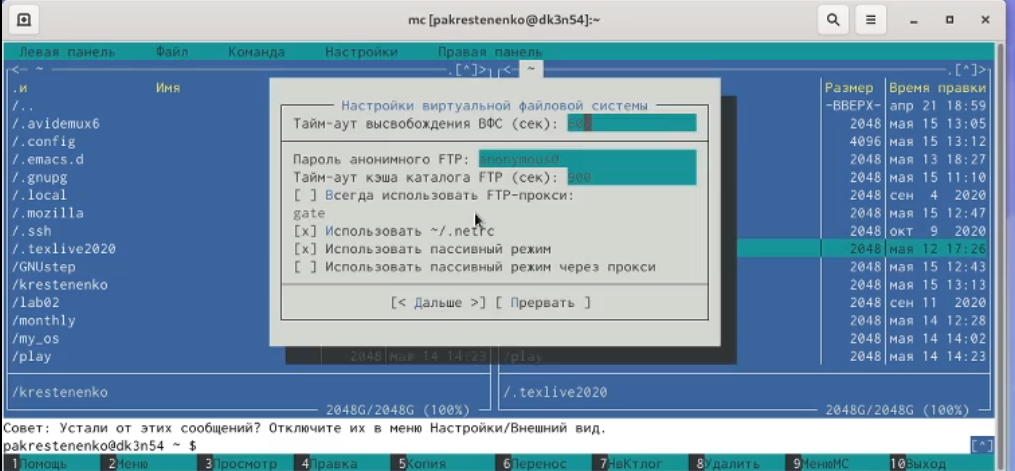 mc [pakrestenenko@dk3n54]:~
Левая панель Файл Команда Настройки Правая панель
<- ~ .[^]> <- ~ .[^]>
.и Имя Размер Время правки
/.. -ВВЕРХ- апр 21 18:59
/.avidemux6 2048 мая 15 13:05
/.config 4096 мая 15 13:12
/.emacs.d 2048 мая 13 18:27
/.gnupg 2048 мая 15 11:10
/.local 2048 сен 4 2020
/.mozilla 2048 мая 15 12:47
/.ssh 2048 окт 9 2020
/.texlive2020 2048 мая 12 17:26
/GNUstep 2048 мая 15 12:43
/krestenenko 2048 мая 15 13:13
/lab02 2048 сен 11 2020
/monthly 2048 мая 14 12:28
/my_os 2048 мая 14 14:02
/play 2048 мая 14 14:23 /play 2048 мая 14 14:23
Настройки виртуальной файловой системы
Тайм-аут высвобождения ВФС (сек): 60
Пароль анонимного FTP: anonymous@
Тайм-аут кэша каталога FTP (сек): 900
[ ] Всегда использовать FTP-прокси:
gate
[x] Использовать ~/.netrc
[x] Использовать пассивный режим
[ ] Использовать пассивный режим через прокси
[< Дальше >] [ Прервать ]
/krestenenko /.texlive2020
2048G/2048G (100%) 2048G/2048G (100%)
Совет: Устали от этих сообщений? Отключите их в меню Настройки/Внешний вид.
pakrestenenko@dk3n54 ~ $ [^]
1Помощь 2Меню 3Просмотр 4Правка 5Копия 6Перенос 7НвКтлог 8Удалить 9МенюMC 10Выход